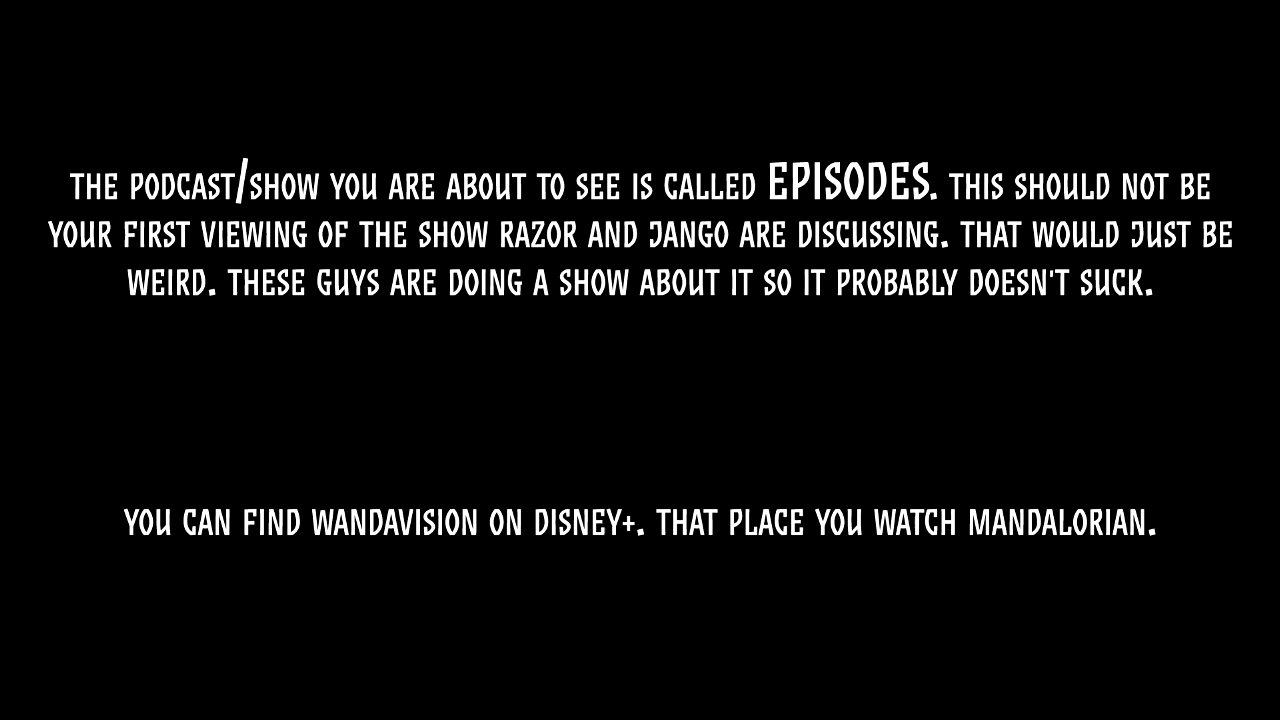 THE PODCAST/SHOW YOU ARE ABOUT TO SEE IS CALLED EPISODES. THIS SHOULD NOT BE
YOUR FIRST VIEWING OF THE SHOW RAZOR AND JANGO ARE DISCUSSING. THAT WOULD JUST BE
WEIRD. THESE GUYS ARE DOING A SHOW ABOUT IT SO IT PROBABLY DOESN'T SUCK.
YOU CAN FIND WANDAVISION ON DISNEY+. THAT PLACE YOU WATCH MANDALORIAN.